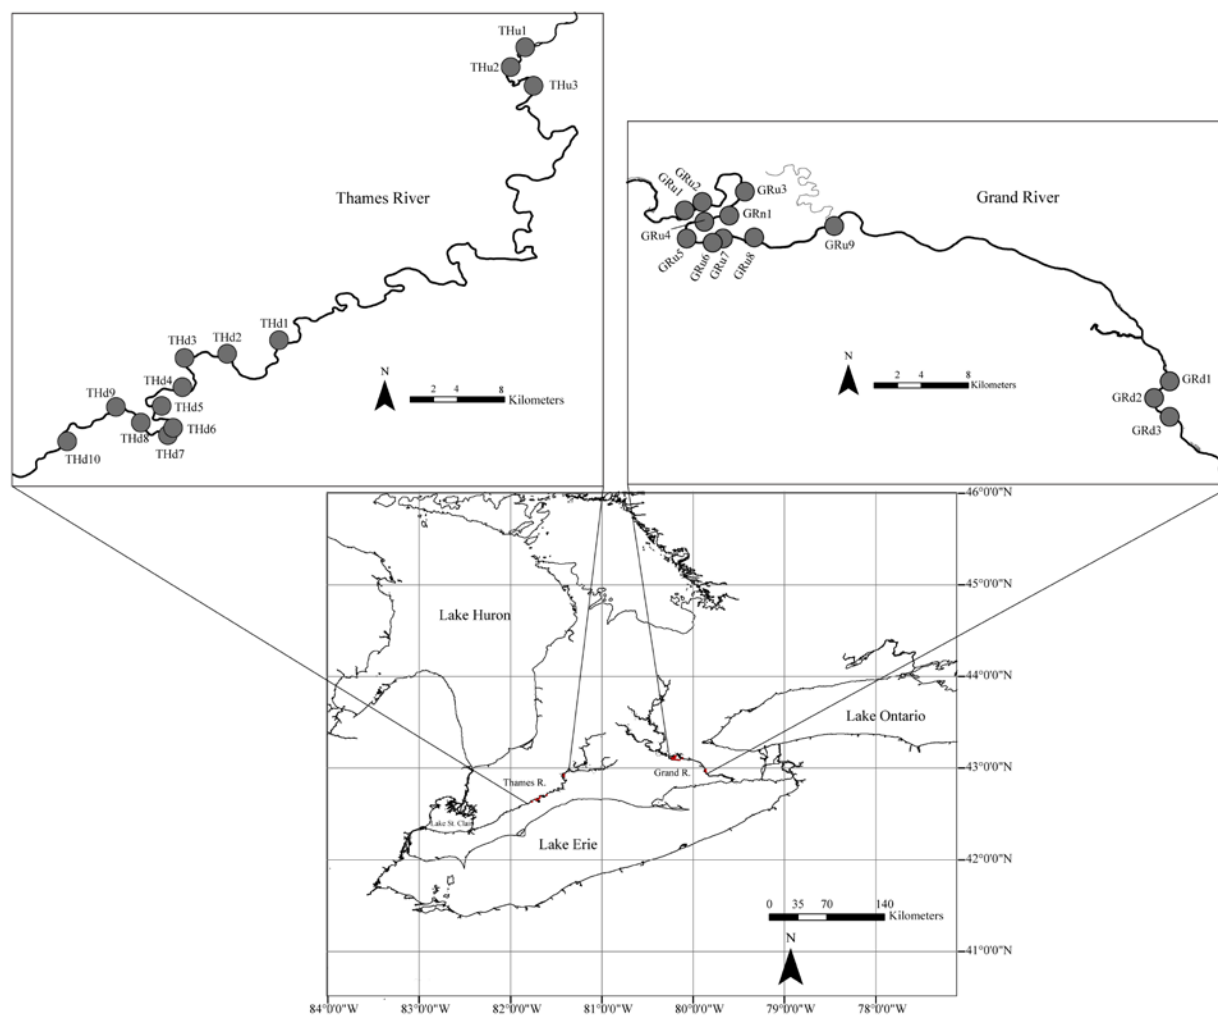 THu1
THu2
THu3
Thames River
THd1
THd2
THd3
THd4
THd5
THd6
THd7
THd8
THd9
THd10
N
2 4 8
Kilometers
GRu1
GRu2
GRu3
GRn1
GRu4
GRu5
GRu6
GRu7
GRu8
GRu9
Grand River
N
2 4 8
Kilometers
GRd1
GRd2
GRd3
46°0'0"N
45°0'0"N
Lake Huron
44°0'0"N
Lake Ontario
43°0'0"N
Thames R.
Grand R.
Lake St. Clair
Lake Erie
42°0'0"N
0 35 70 140
Kilometers
N
41°0'0"N
84°0'0"W 83°0'0"W 82°0'0"W 81°0'0"W 80°0'0"W 79°0'0"W 78°0'0"W